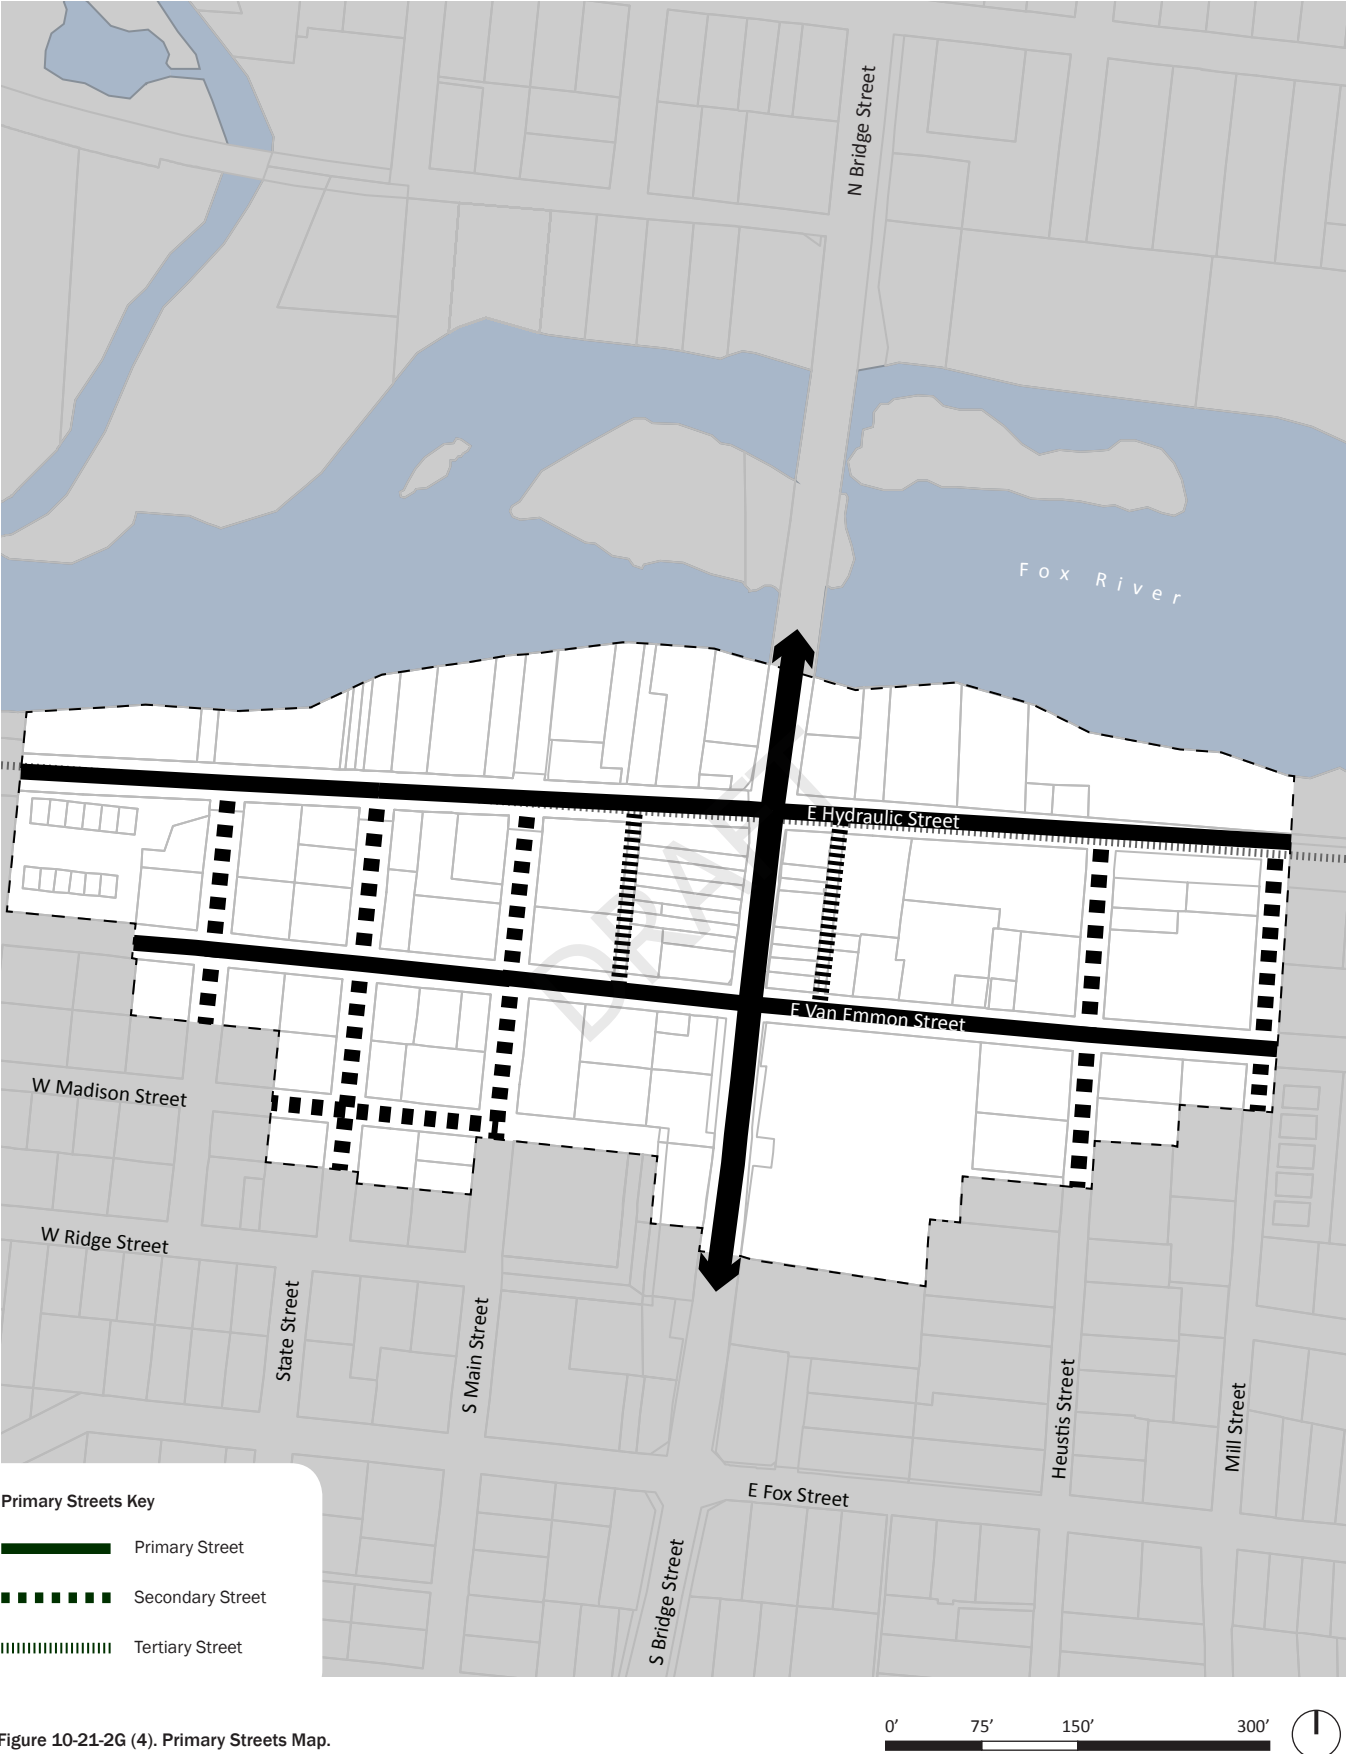 N Bridge Street
Fox River
DRAFT
E Hydraulic Street
E Van Emmon Street
W Madison Street
W Ridge Street
State Street
S Main Street
Heustis Street
Mill Street
E Fox Street
S Bridge Street
Primary Streets Key
Primary Street
Secondary Street
Tertiary Street
Figure 10-21-2G (4). Primary Streets Map.
0’ 75’ 150’ 300’